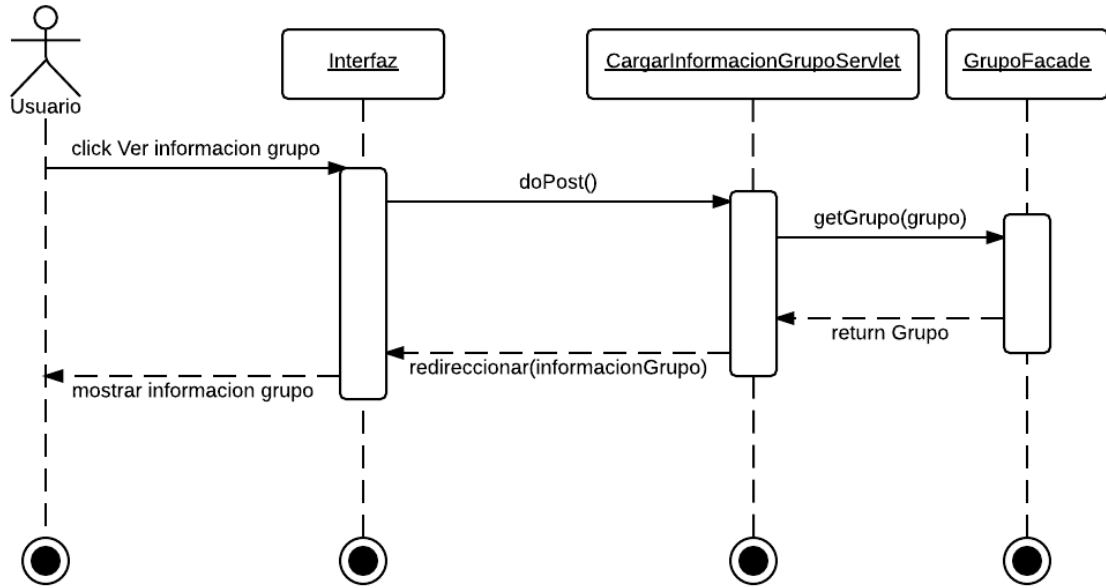 Usuario
Interfaz
CargarInformacionGrupoServlet
GrupoFacade
click Ver informacion grupo
doPost()
getGrupo(grupo)
return Grupo
redireccionar(informacionGrupo)
mostrar informacion grupo